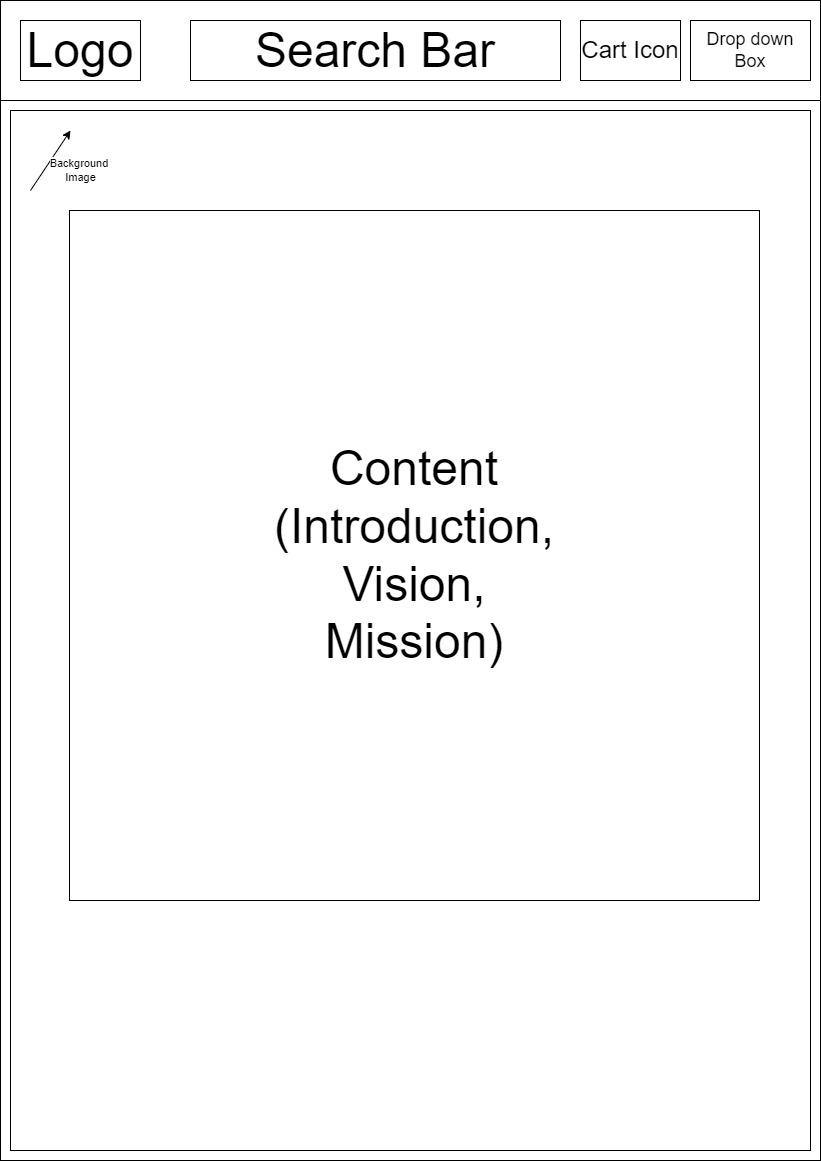 Logo
Search Bar
Cart Icon
Drop down
Box
Background
Image
Content
(Introduction,
Vision,
Mission)